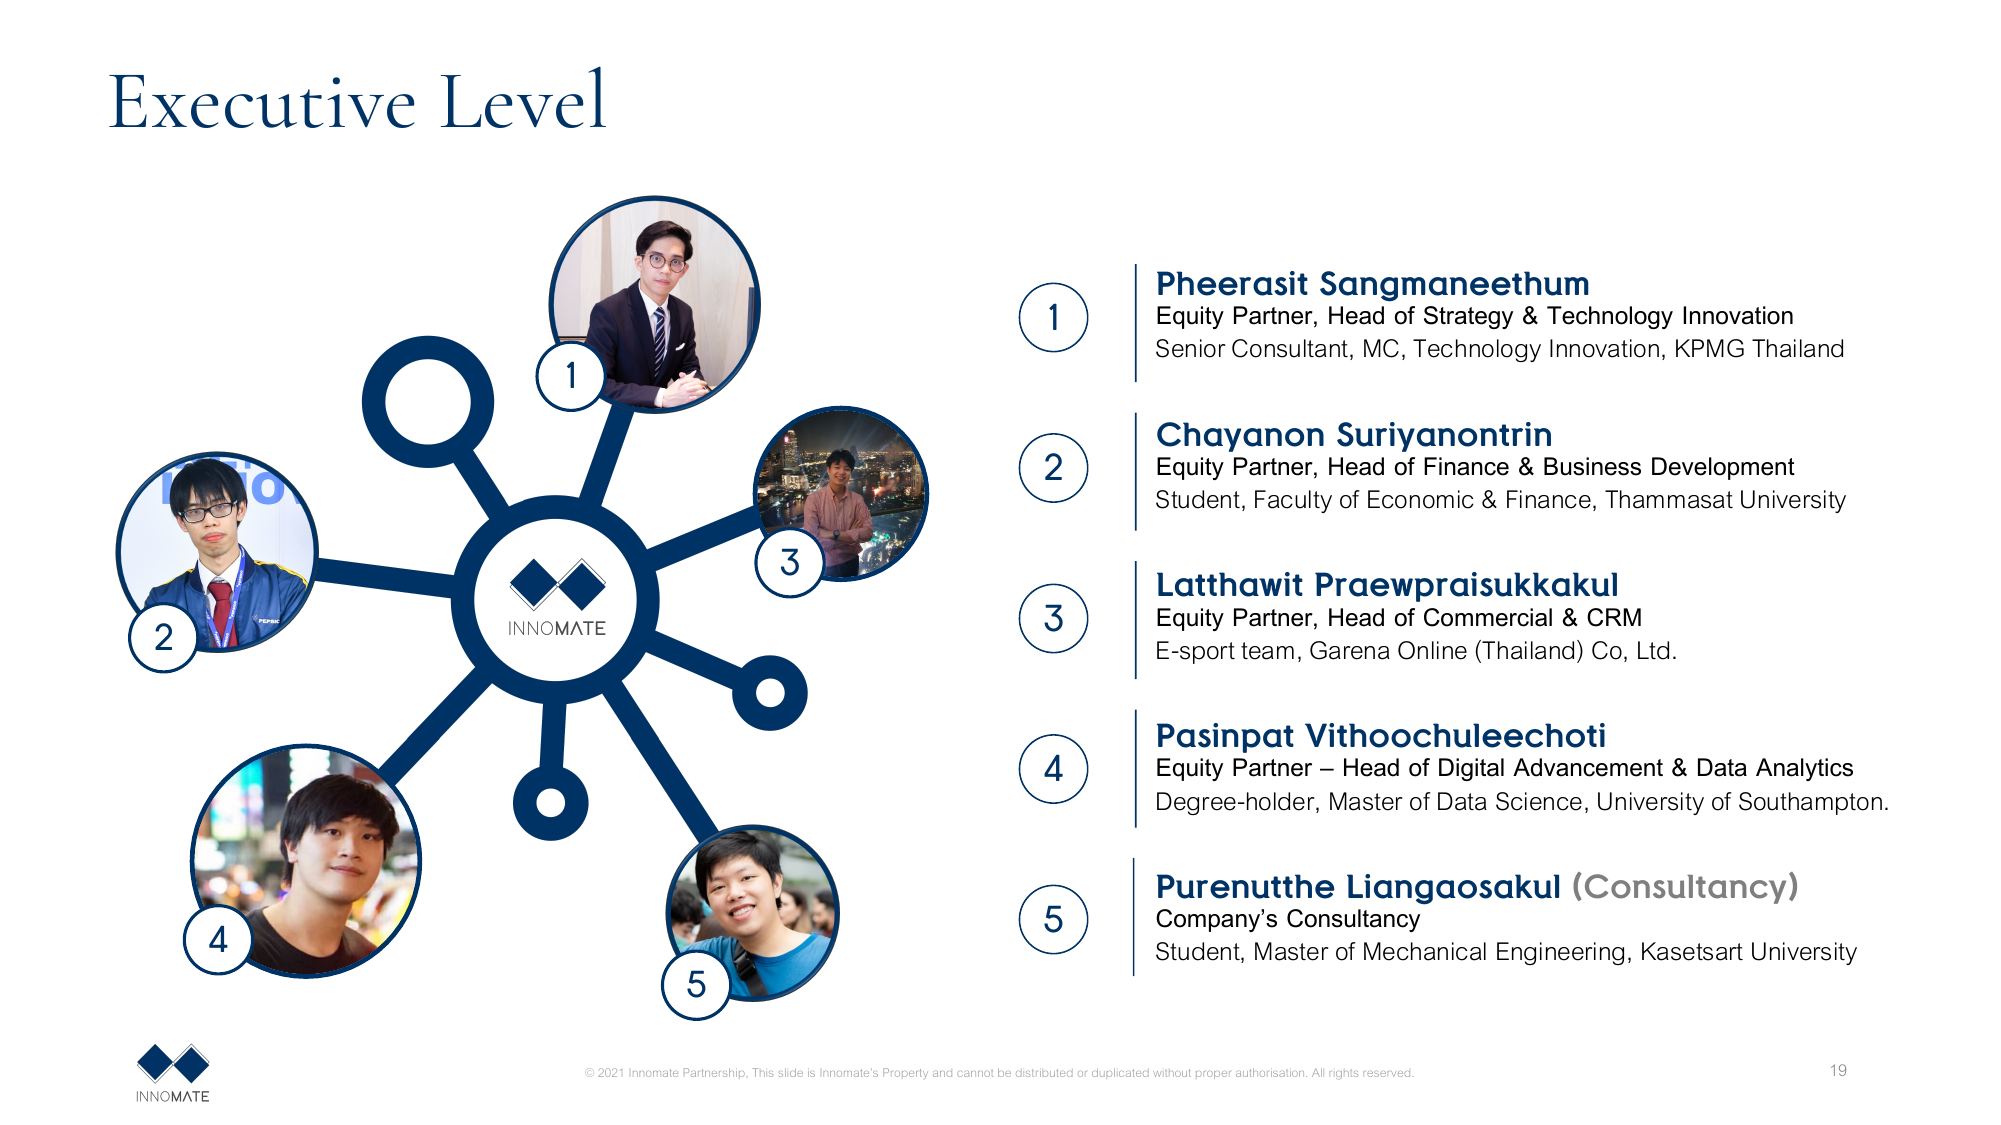 Executive Level
1
2
3
4
5
INNOMATE
PEPSIC
1
Pheerasit Sangmaneethum
Equity Partner, Head of Strategy & Technology Innovation
Senior Consultant, MC, Technology Innovation, KPMG Thailand
2
Chayanon Suriyanontrin
Equity Partner, Head of Finance & Business Development
Student, Faculty of Economic & Finance, Thammasat University
3
Latthawit Praewpraisukkakul
Equity Partner, Head of Commercial & CRM
E-sport team, Garena Online (Thailand) Co, Ltd.
4
Pasinpat Vithoochuleechoti
Equity Partner – Head of Digital Advancement & Data Analytics
Degree-holder, Master of Data Science, University of Southampton.
5
Purenutthe Liangaosakul (Consultancy)
Company’s Consultancy
Student, Master of Mechanical Engineering, Kasetsart University
INNOMATE
© 2021 Innomate Partnership, This slide is Innomate's Property and cannot be distributed or duplicated without proper authorisation. All rights reserved.
19